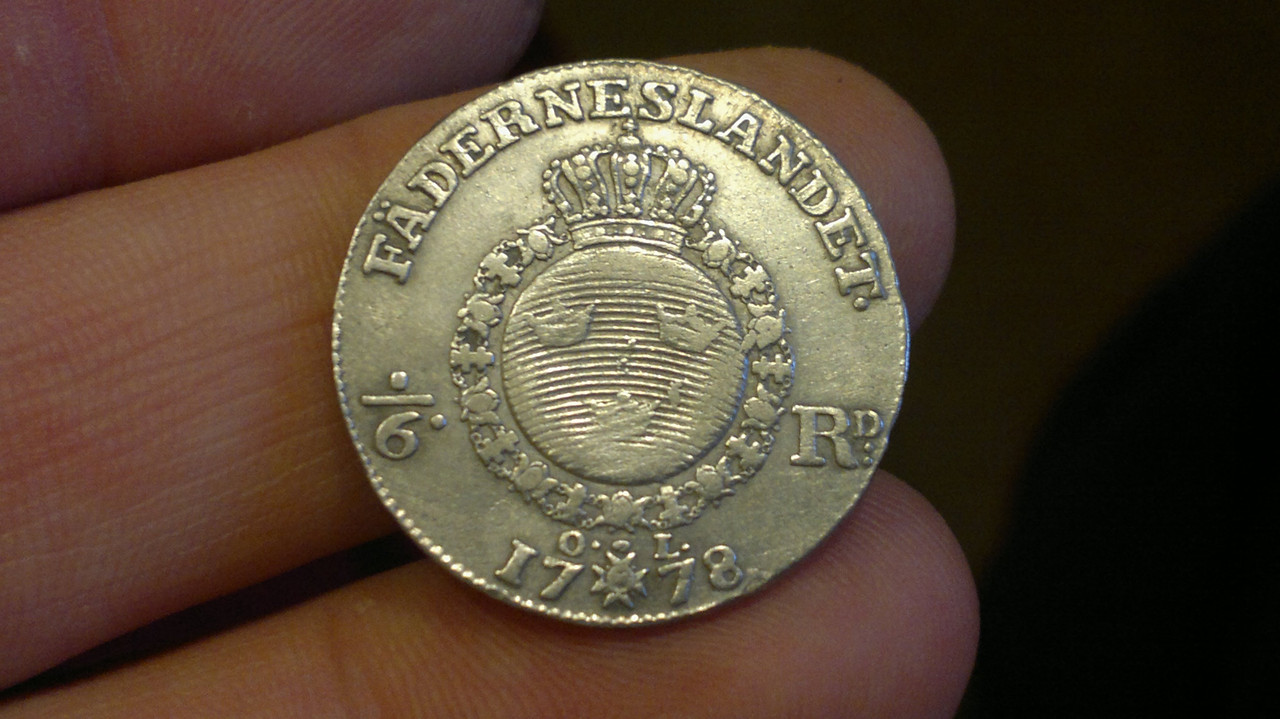 FÄDERNESLANDET.
1/6. RD:
O. L.
1778